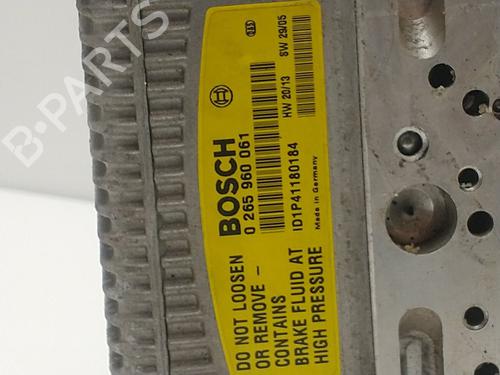 BOSCH
0 265 960 061
HW 20/13 SW 29/05
ID1P41180184
Made in Germany
DO NOT LOOSEN
OR REMOVE -
CONTAINS
BRAKE FLUID AT
HIGH PRESSURE
B-PARTS